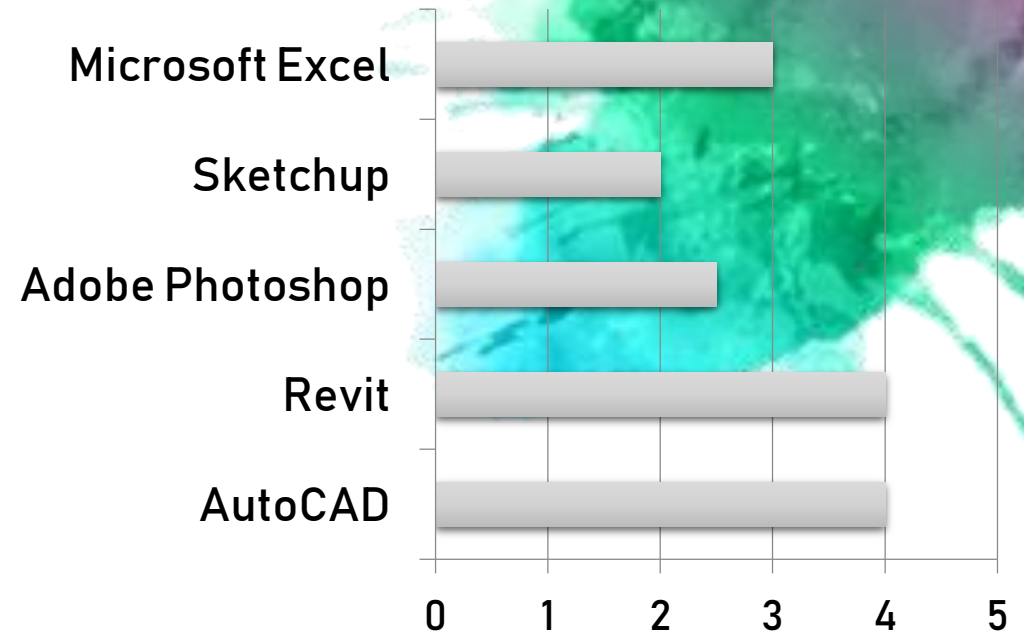 Microsoft Excel
Sketchup
Adobe Photoshop
Revit
AutoCAD
0 1 2 3 4 5